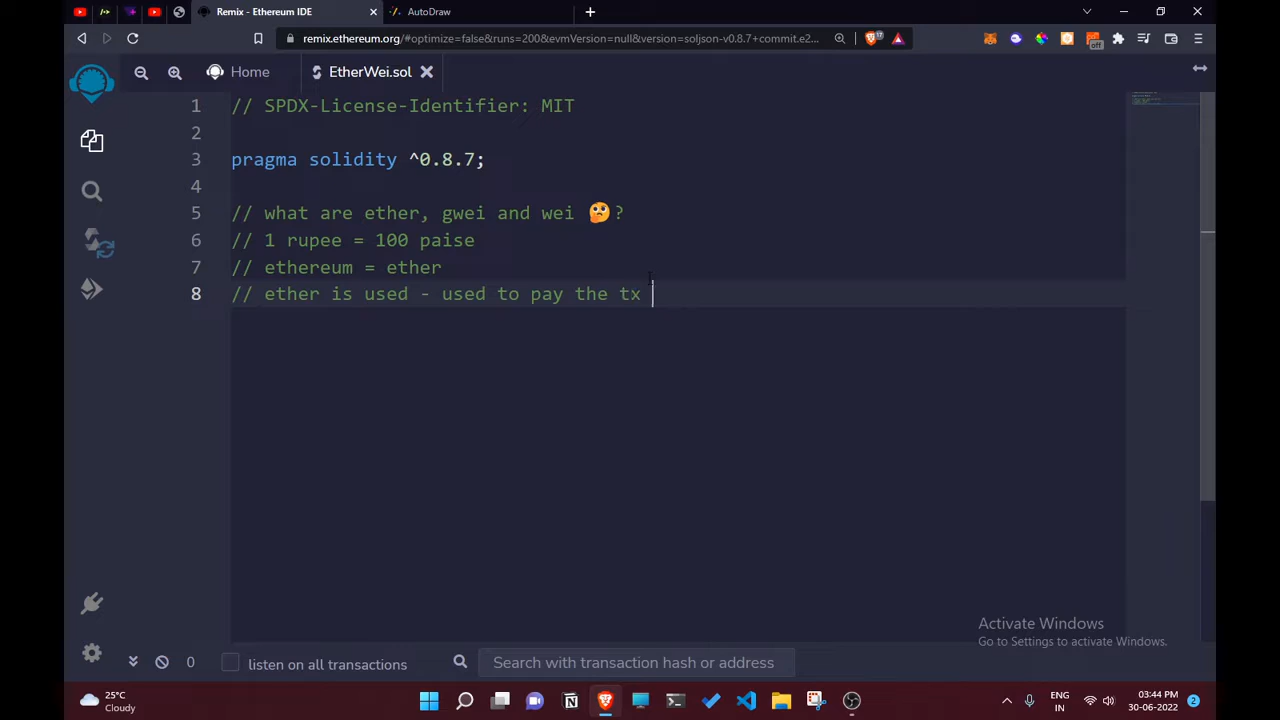 Remix - Ethereum IDE
AutoDraw
remix.ethereum.org/#optimize=false&runs=200&evmVersion=null&version=soljson-v0.8.7+commit.e2...
17
off
Home
EtherWei.sol
1 // SPDX-License-Identifier: MIT
2
3 pragma solidity ^0.8.7;
4
5 // what are ether, gwei and wei 🤔?
6 // 1 rupee = 100 paise
7 // ethereum = ether
8 // ether is used - used to pay the tx
Activate Windows
Go to Settings to activate Windows.
0
listen on all transactions
Search with transaction hash or address
25°C
Cloudy
ENG
IN
03:44 PM
30-06-2022
2